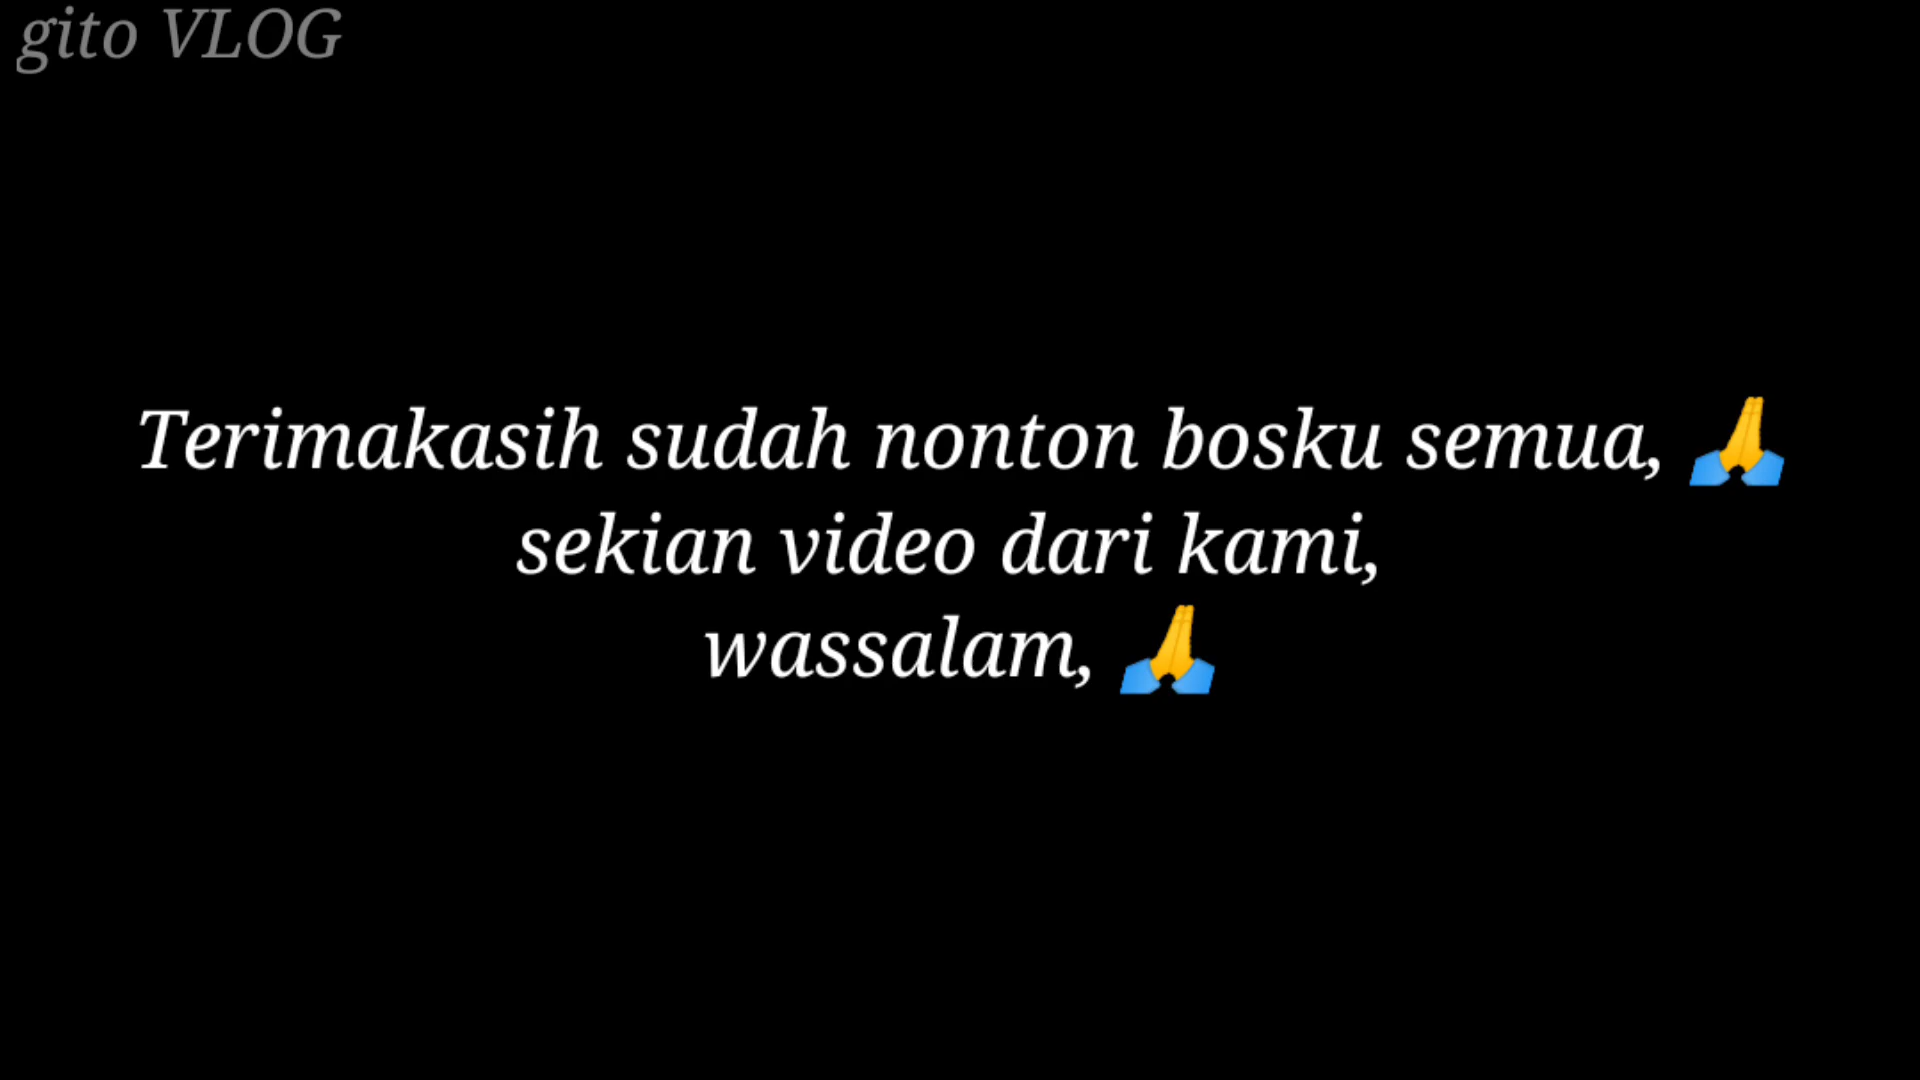 gito VLOG
Terimakasih sudah nonton bosku semua, 🙏
sekian video dari kami,
wassalam, 🙏